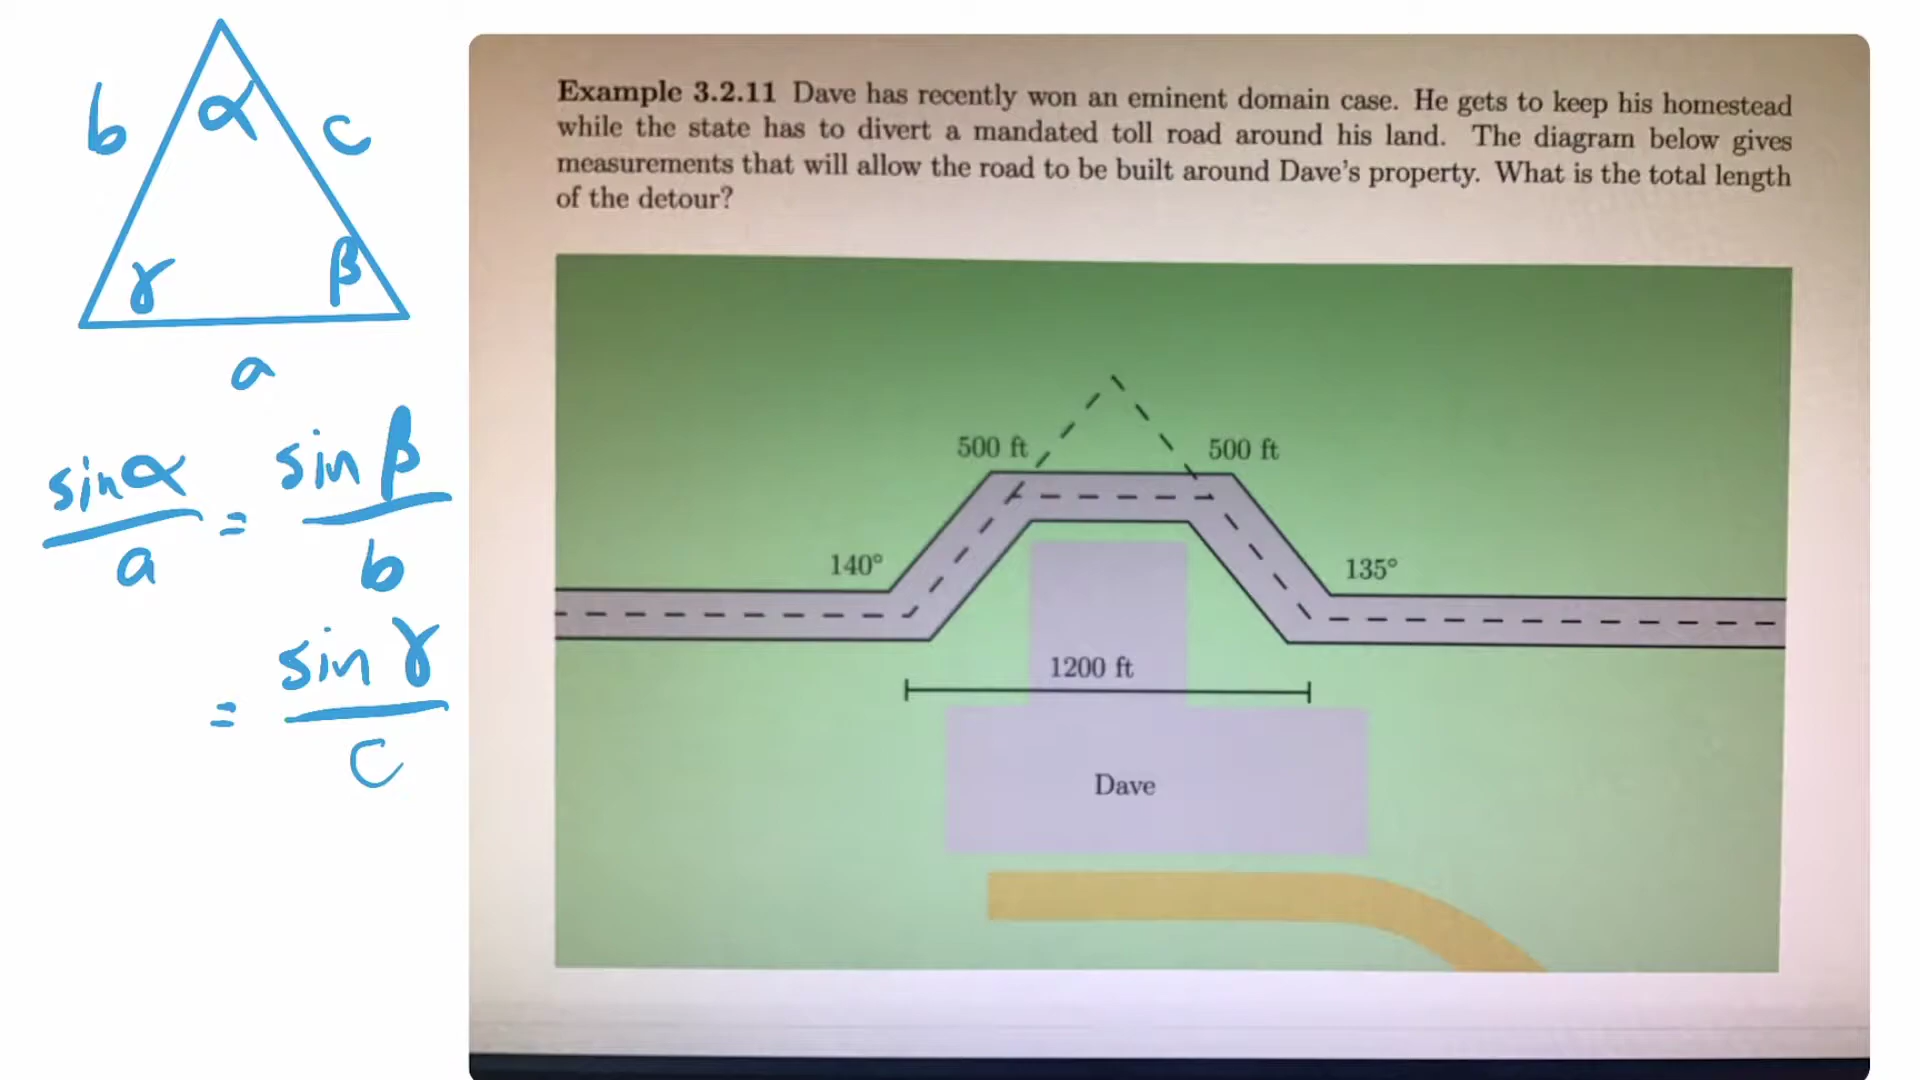 b
α
c
γ
β
a
sin α / a = sin β / b
= sin γ / c
Example 3.2.11 Dave has recently won an eminent domain case. He gets to keep his homestead
while the state has to divert a mandated toll road around his land. The diagram below gives
measurements that will allow the road to be built around Dave's property. What is the total length
of the detour?
500 ft
500 ft
140°
135°
1200 ft
Dave